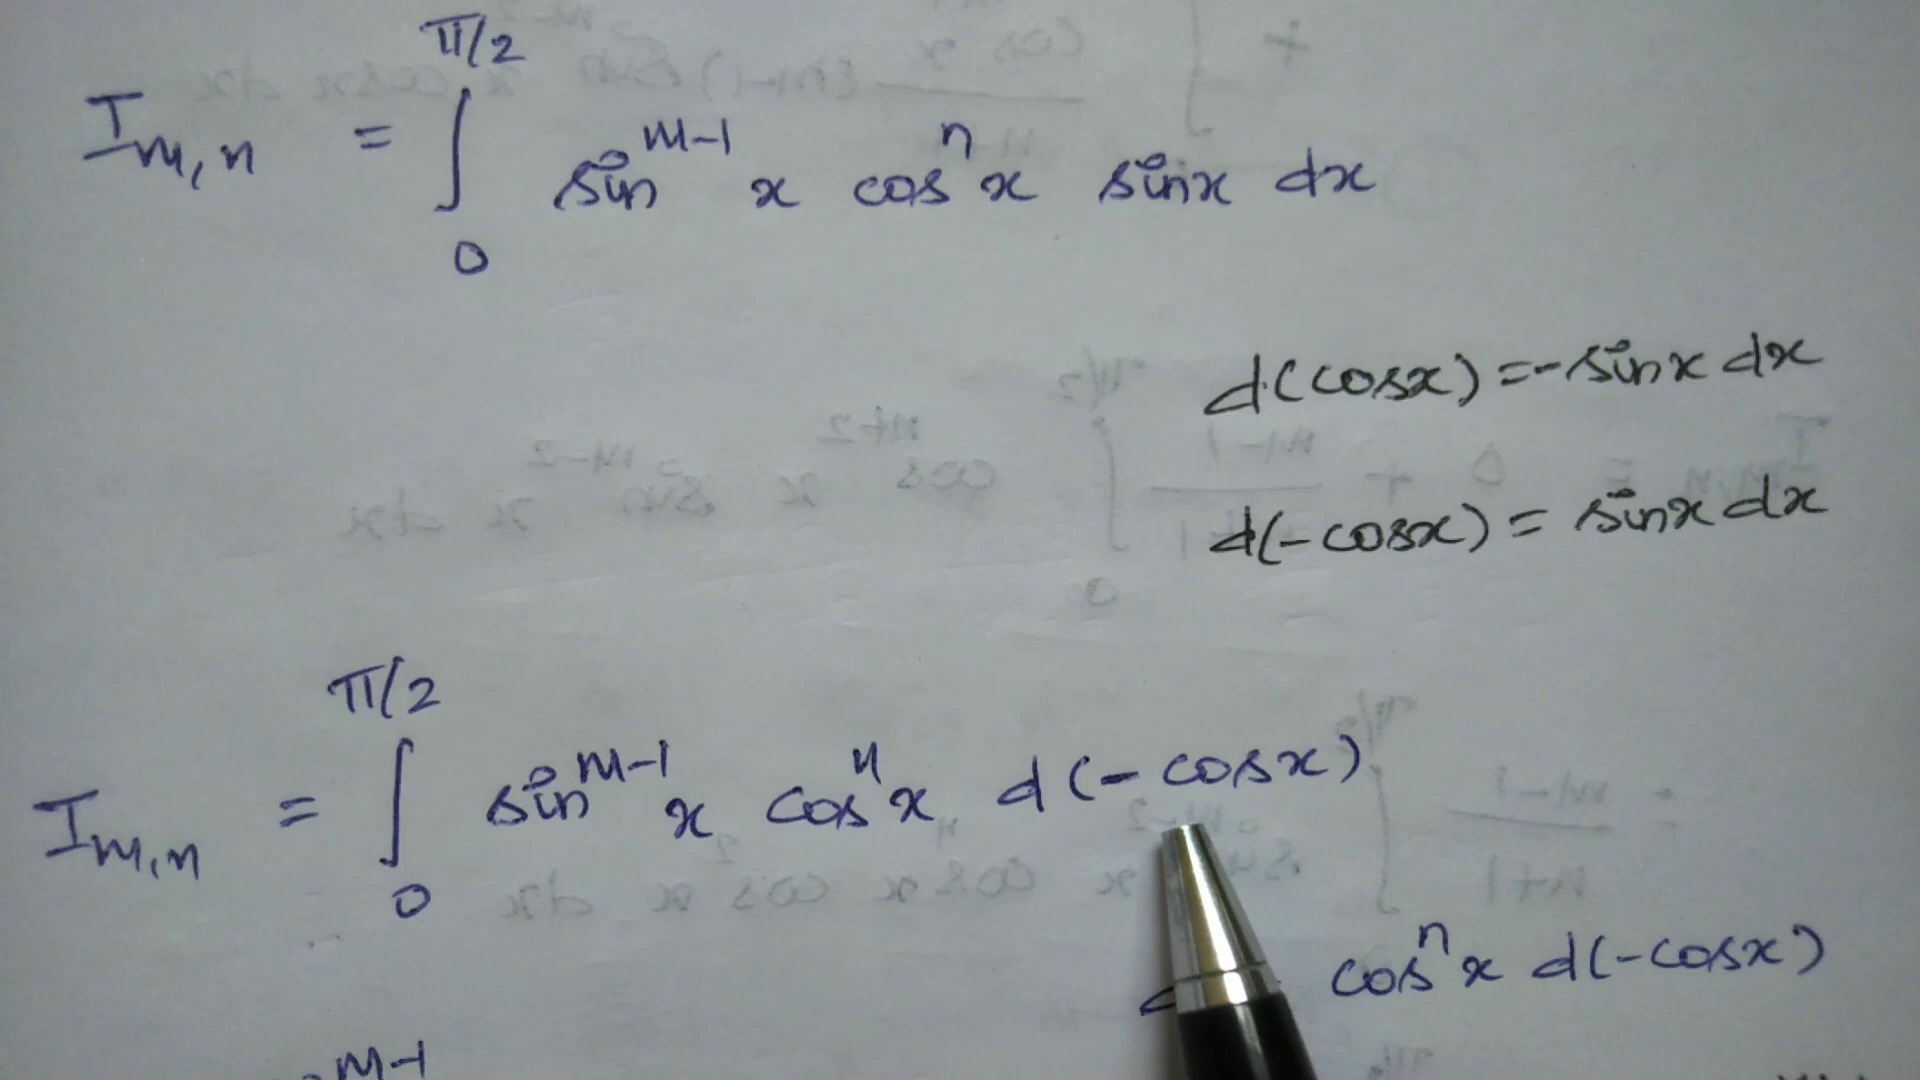 I_{m,n} = ∫_{0}^{π/2} sin^{m-1} x cos^{n} x sin x dx
d(cosx) = -sinx dx
d(-cosx) = sinx dx
I_{m,n} = ∫_{0}^{π/2} sin^{m-1} x cos^{n} x d(-cosx)
cos^{n} x d(-cosx)
m-1